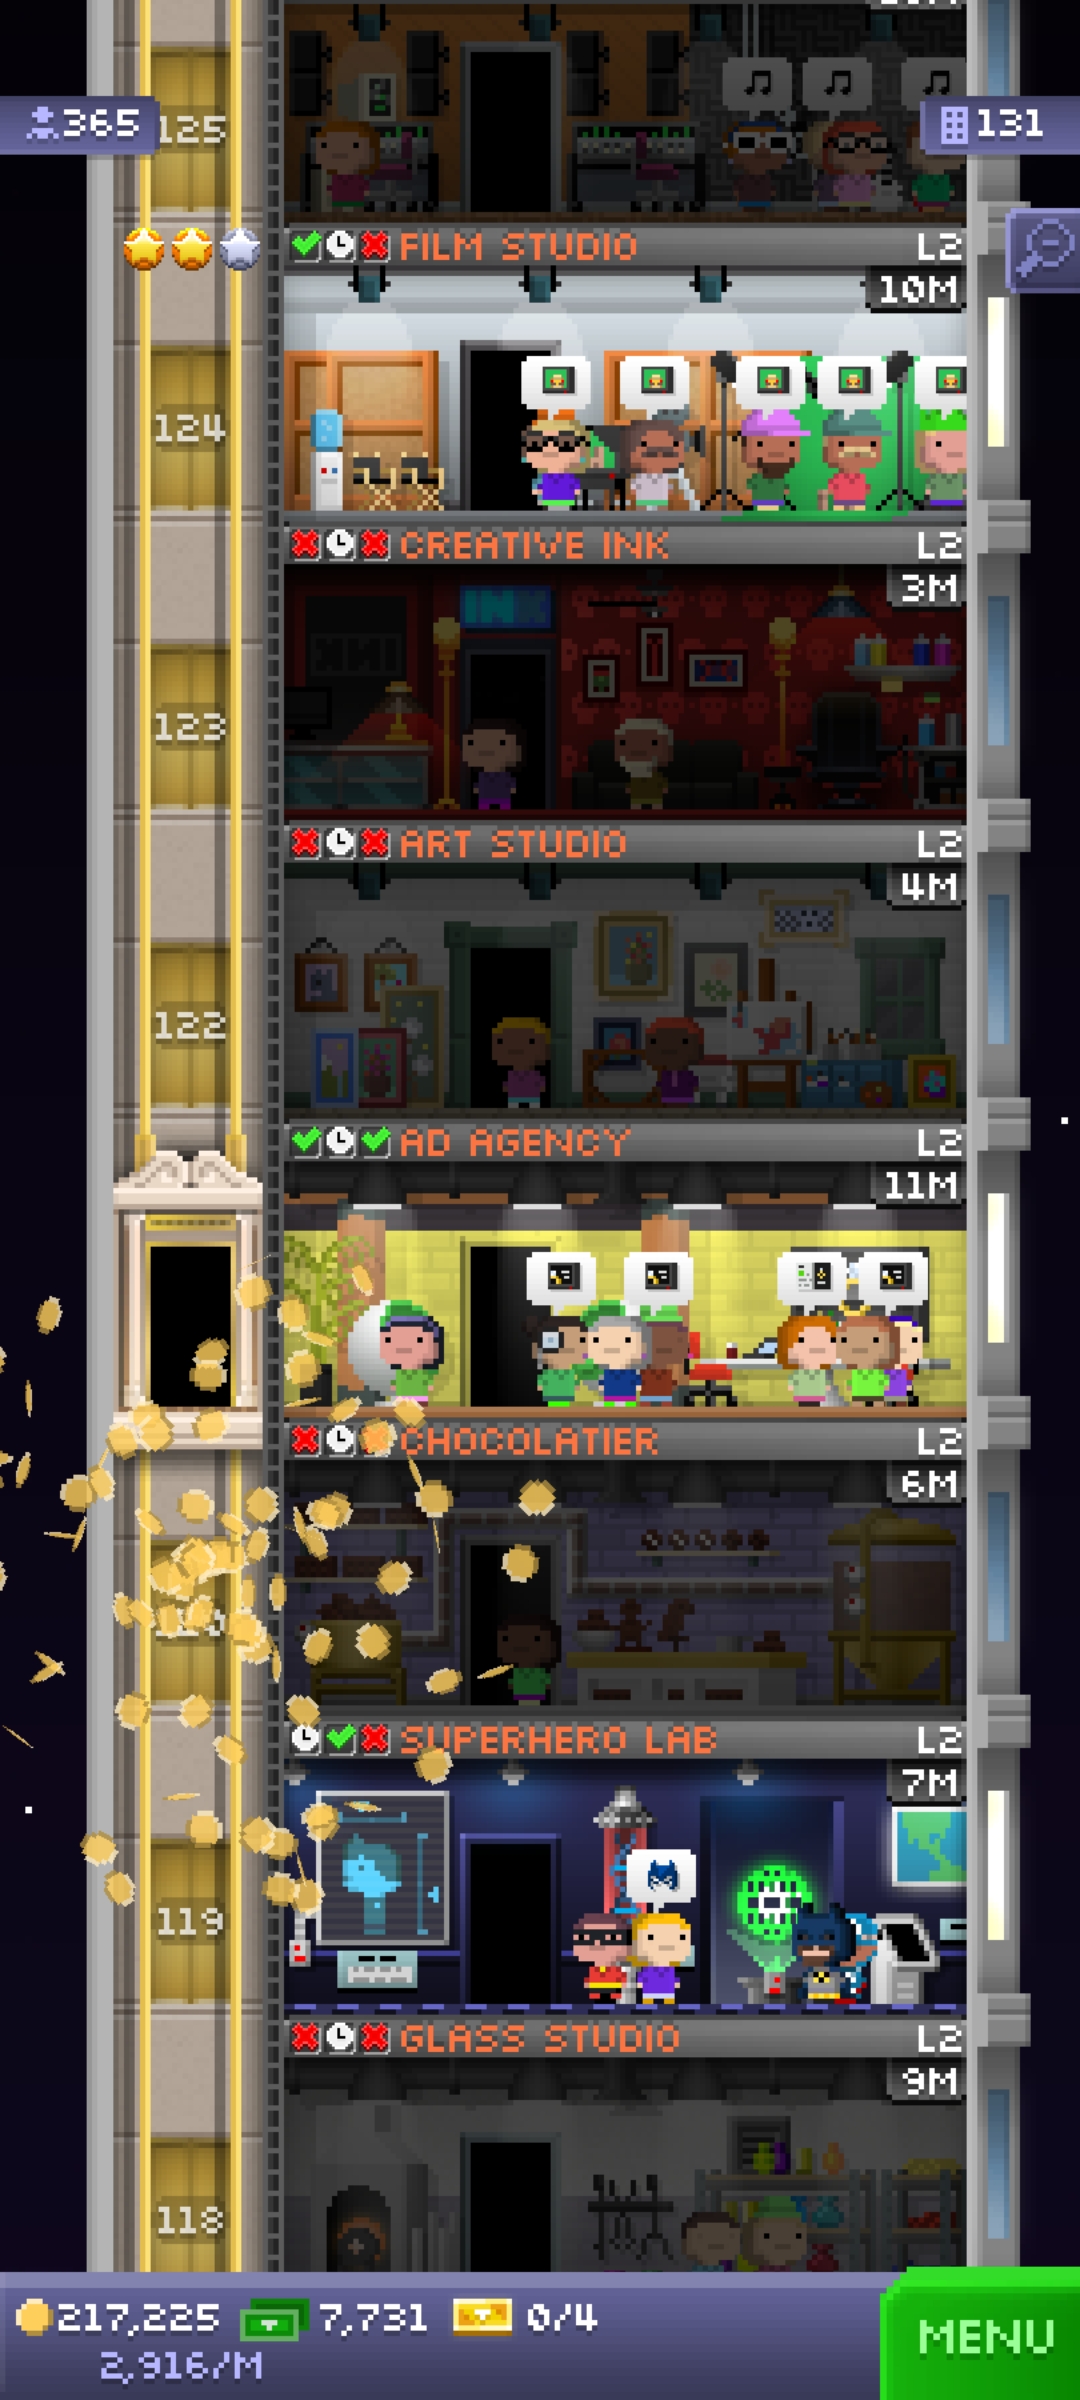 365
125
131
FILM STUDIO L2
10M
124
CREATIVE INK L2
3M
INK
123
ART STUDIO L2
4M
122
AD AGENCY L2
11M
CHOCOLATIER L2
6M
SUPERHERO LAB L2
7M
119
GLASS STUDIO L2
9M
118
217,225 7,731 0/4
2,916/M
MENU